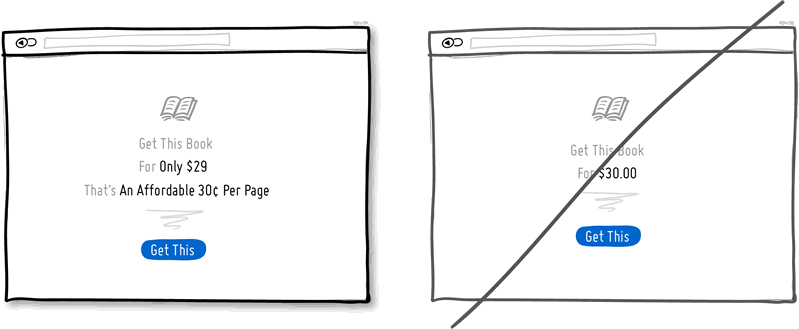 Get This Book
For Only $29
That's An Affordable 30¢ Per Page
Get This
Get This Book
For $30.00
Get This